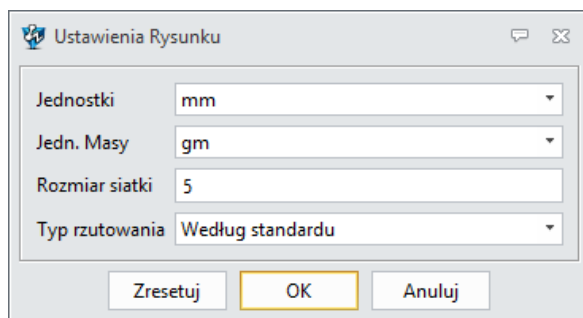 Ustawienia Rysunku
Jednostki mm
Jedn. Masy gm
Rozmiar siatki 5
Typ rzutowania Według standardu
Zresetuj OK Anuluj